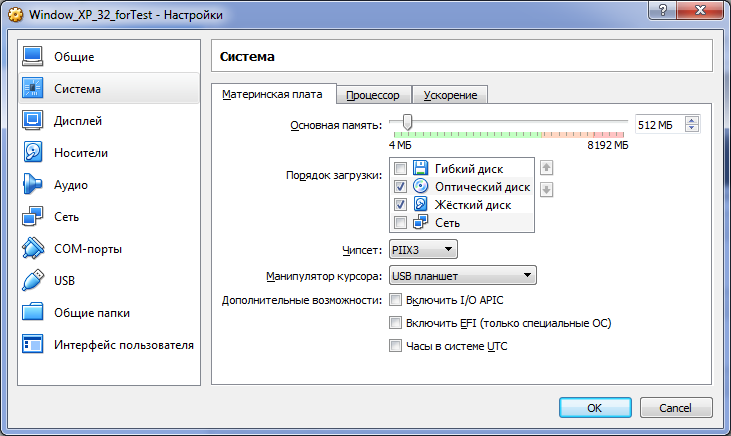 Window_XP_32_forTest - Настройки
Общие
Система
Дисплей
Носители
Аудио
Сеть
COM-порты
USB
Общие папки
Интерфейс пользователя
Система
Материнская плата
Процессор
Ускорение
Основная память:
512 МБ
4 МБ
8192 МБ
Порядок загрузки:
Гибкий диск
Оптический диск
Жёсткий диск
Сеть
Чипсет:
PIIX3
Манипулятор курсора:
USB планшет
Дополнительные возможности:
Включить I/O APIC
Включить EFI (только специальные ОС)
Часы в системе UTC
OK
Cancel